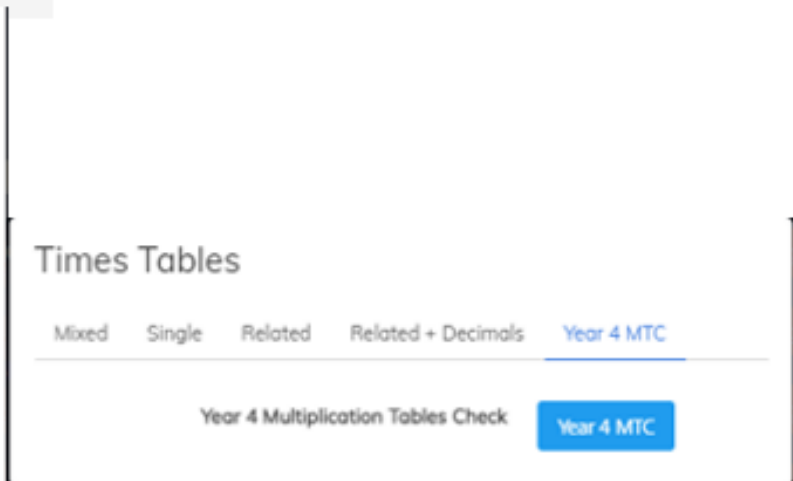 Times Tables
Mixed Single Related Related + Decimals Year 4 MTC
Year 4 Multiplication Tables Check Year 4 MTC